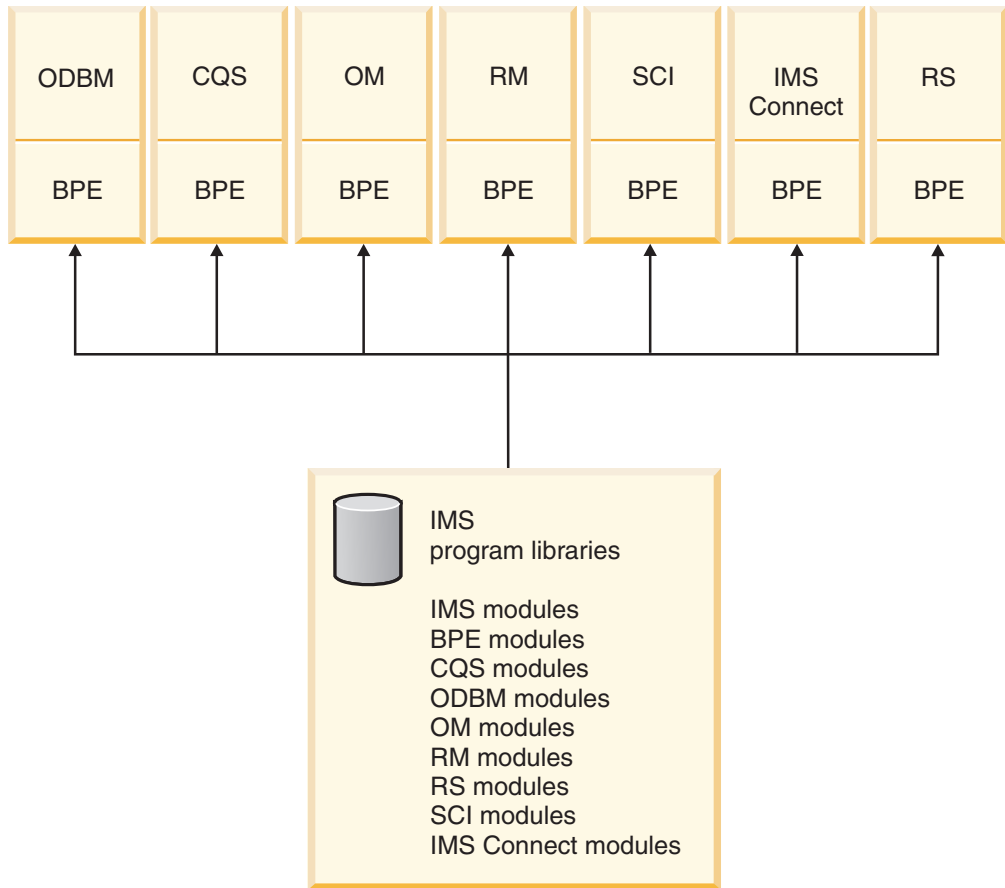 ODBM
CQS
OM
RM
SCI
IMS
Connect
RS
BPE
BPE
BPE
BPE
BPE
BPE
BPE
IMS
program libraries
IMS modules
BPE modules
CQS modules
ODBM modules
OM modules
RM modules
RS modules
SCI modules
IMS Connect modules